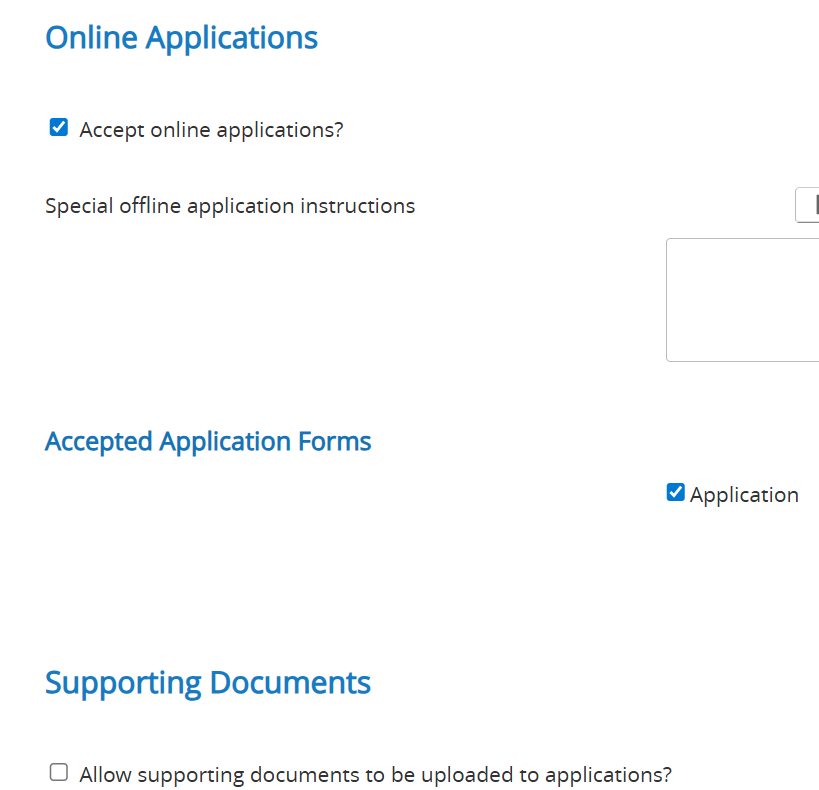 Online Applications
Accept online applications?
Special offline application instructions
Accepted Application Forms
Application
Supporting Documents
Allow supporting documents to be uploaded to applications?